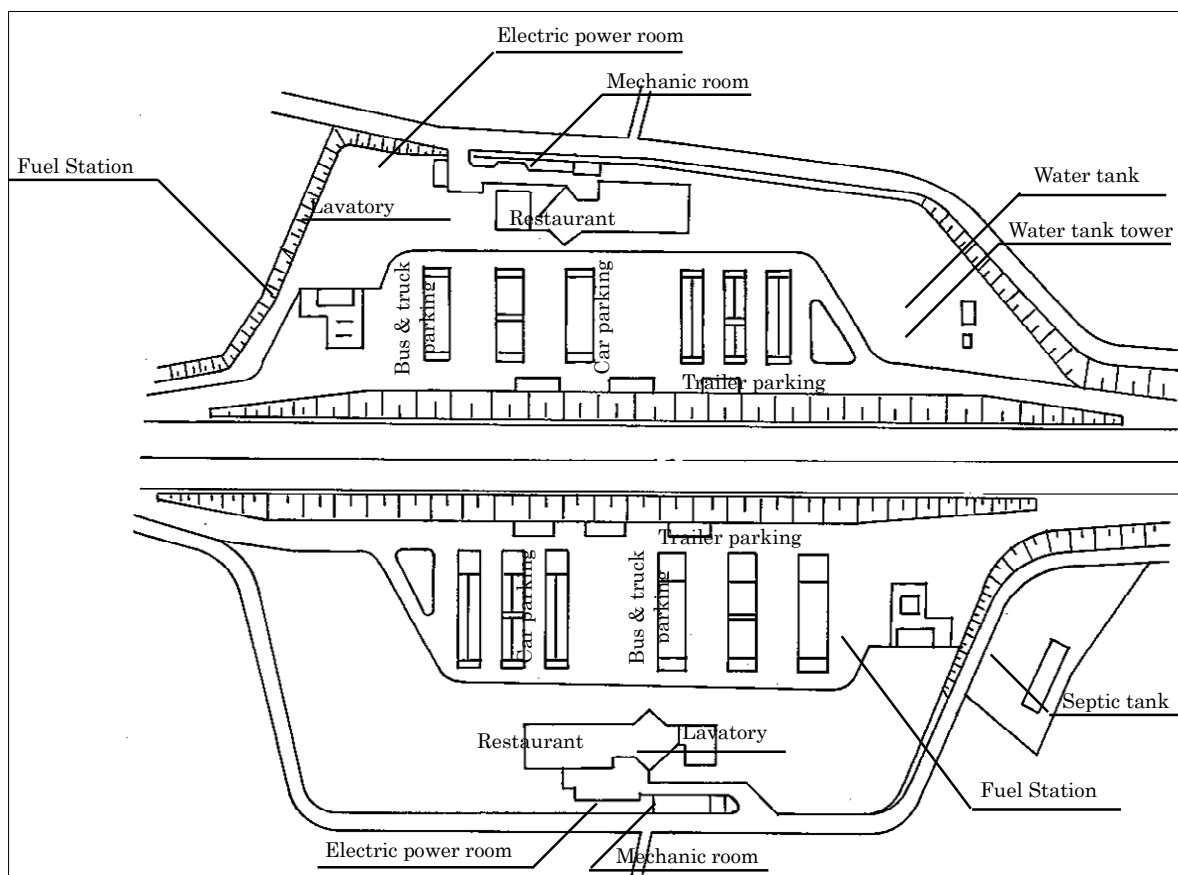 Electric power room
Mechanic room
Fuel Station
Water tank
Lavatory
Restaurant
Water tank tower
Bus & truck
parking
Car parking
Trailer parking
Trailer parking
Car parking
Bus & truck
parking
Septic tank
Restaurant
Lavatory
Fuel Station
Electric power room
Mechanic room